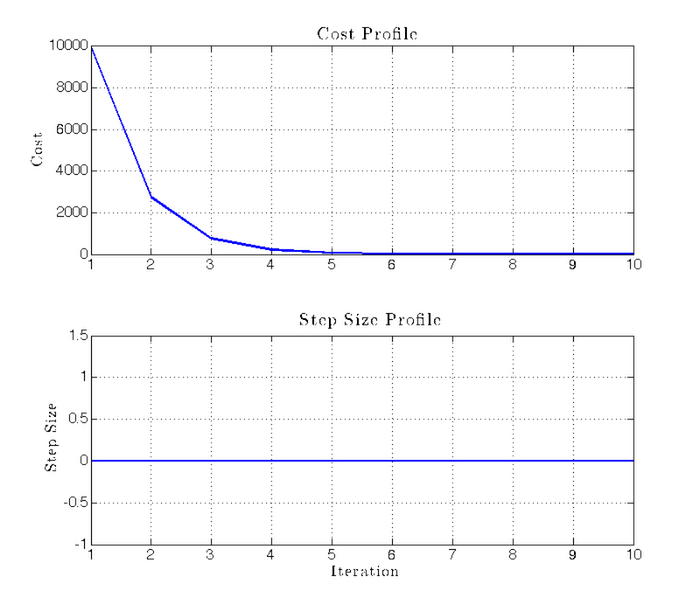 Cost Profile
10000
8000
6000
4000
2000
0
Cost
1 2 3 4 5 6 7 8 9 10
Step Size Profile
1.5
1
0.5
0
-0.5
-1
Step Size
1 2 3 4 5 6 7 8 9 10
Iteration